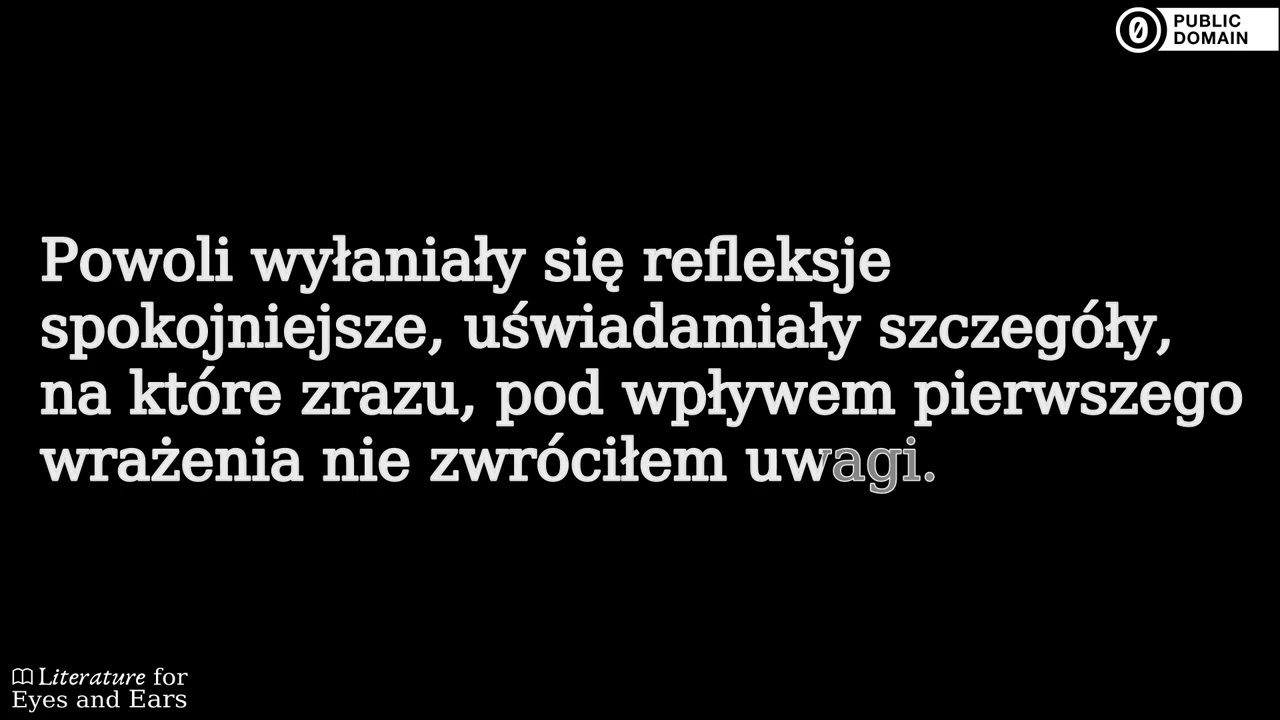 PUBLIC
DOMAIN
Powoli wyłaniały się refleksje
spokojniejsze, uświadamiały szczegóły,
na które zrazu, pod wpływem pierwszego
wrażenia nie zwróciłem uwagi.
Literature for
Eyes and Ears